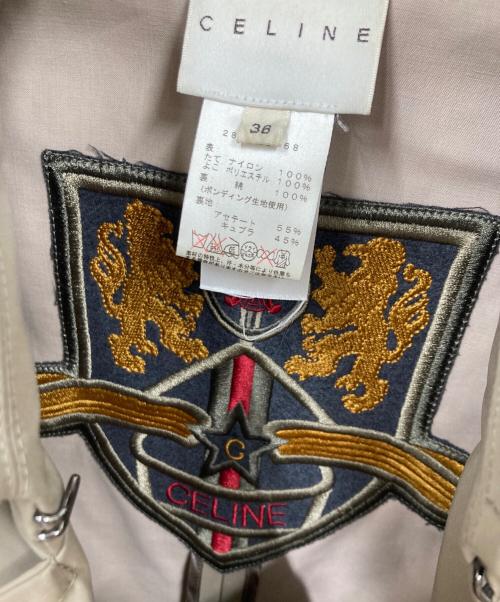 CELINE
36
28 68
表
たて ナイロン 100%
よこ ポリエステル 100%
裏 綿 100%
(ボンディング生地使用)
裏地
アセテート 55%
キュプラ 45%
C
CELINE